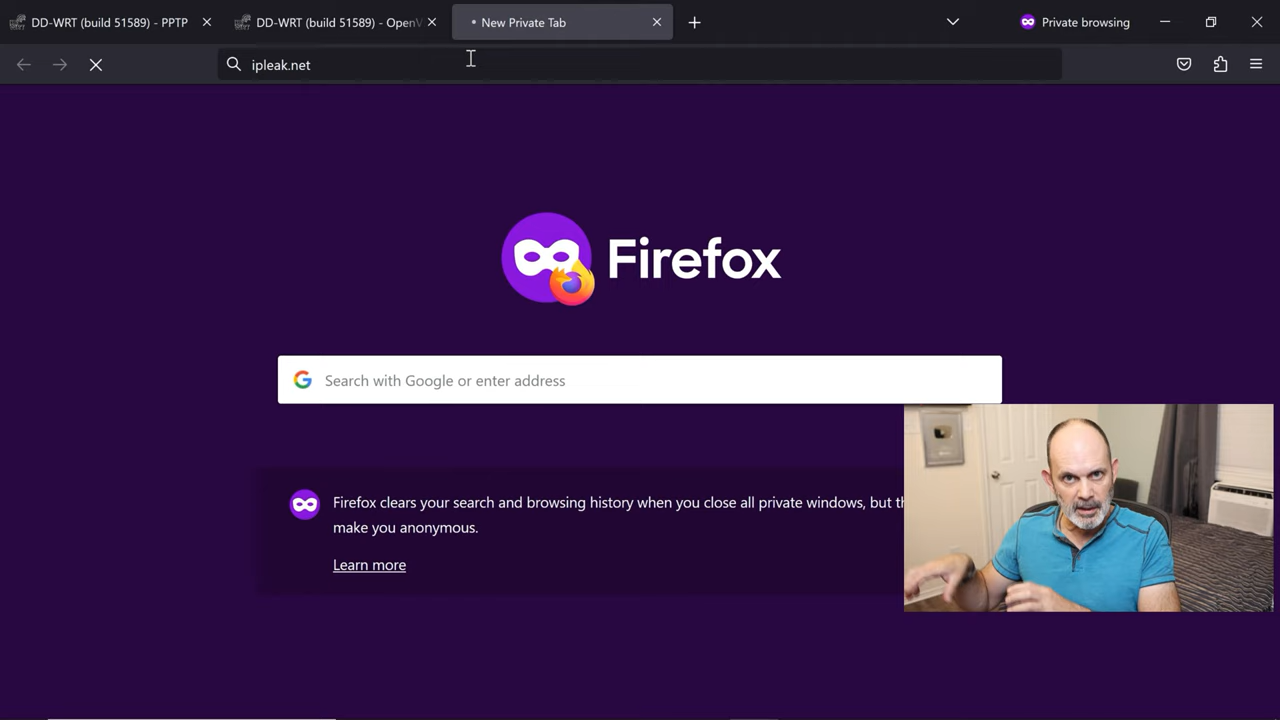 DD-WRT (build 51589) - PPTP
DD-WRT (build 51589) - OpenV
New Private Tab
Private browsing
ipleak.net
Firefox
Search with Google or enter address
Firefox clears your search and browsing history when you close all private windows, but th
make you anonymous.
Learn more